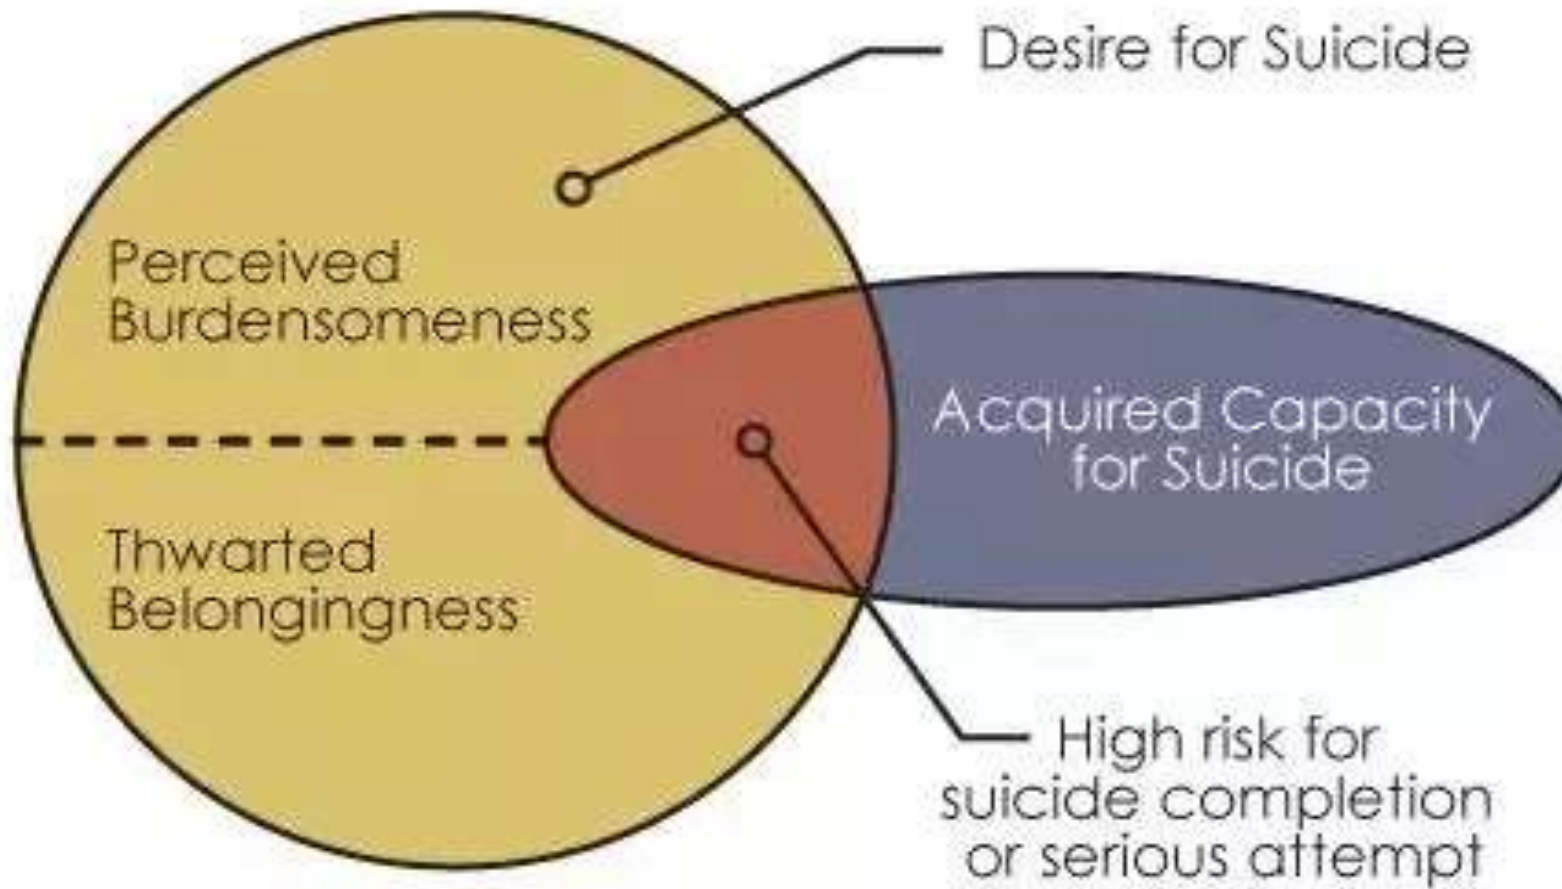 Desire for Suicide
Perceived
Burdensomeness
Acquired Capacity
for Suicide
Thwarted
Belongingness
High risk for
suicide completion
or serious attempt